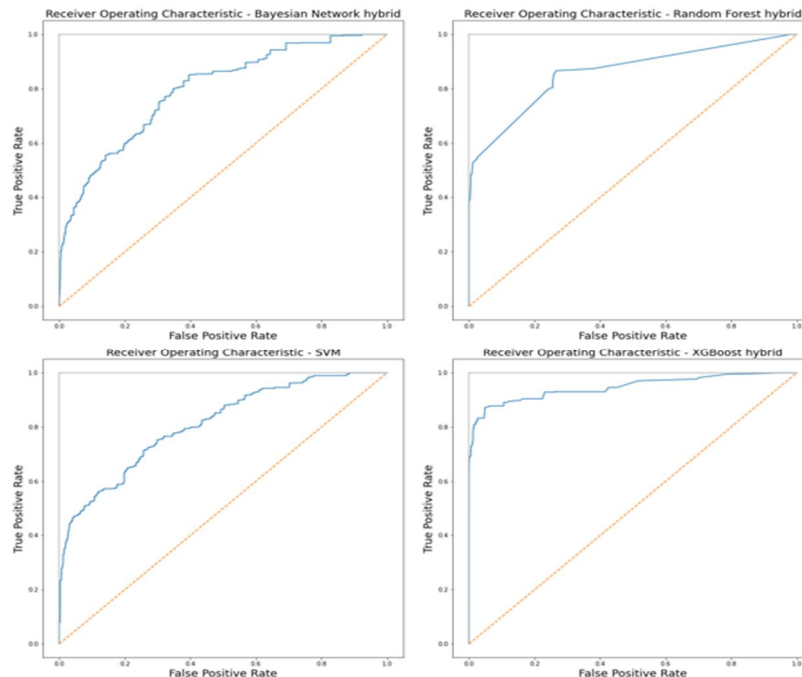 Receiver Operating Characteristic - Bayesian Network hybrid
1.0
0.8
0.6
0.4
0.2
0.0
True Positive Rate
0.0 0.2 0.4 0.6 0.8 1.0
False Positive Rate
Receiver Operating Characteristic - Random Forest hybrid
1.0
0.8
0.6
0.4
0.2
0.0
True Positive Rate
0.0 0.2 0.4 0.6 0.8 1.0
False Positive Rate
Receiver Operating Characteristic - SVM
1.0
0.8
0.6
0.4
0.2
0.0
True Positive Rate
0.0 0.2 0.4 0.6 0.8 1.0
False Positive Rate
Receiver Operating Characteristic - XGBoost hybrid
1.0
0.8
0.6
0.4
0.2
0.0
True Positive Rate
0.0 0.2 0.4 0.6 0.8 1.0
False Positive Rate